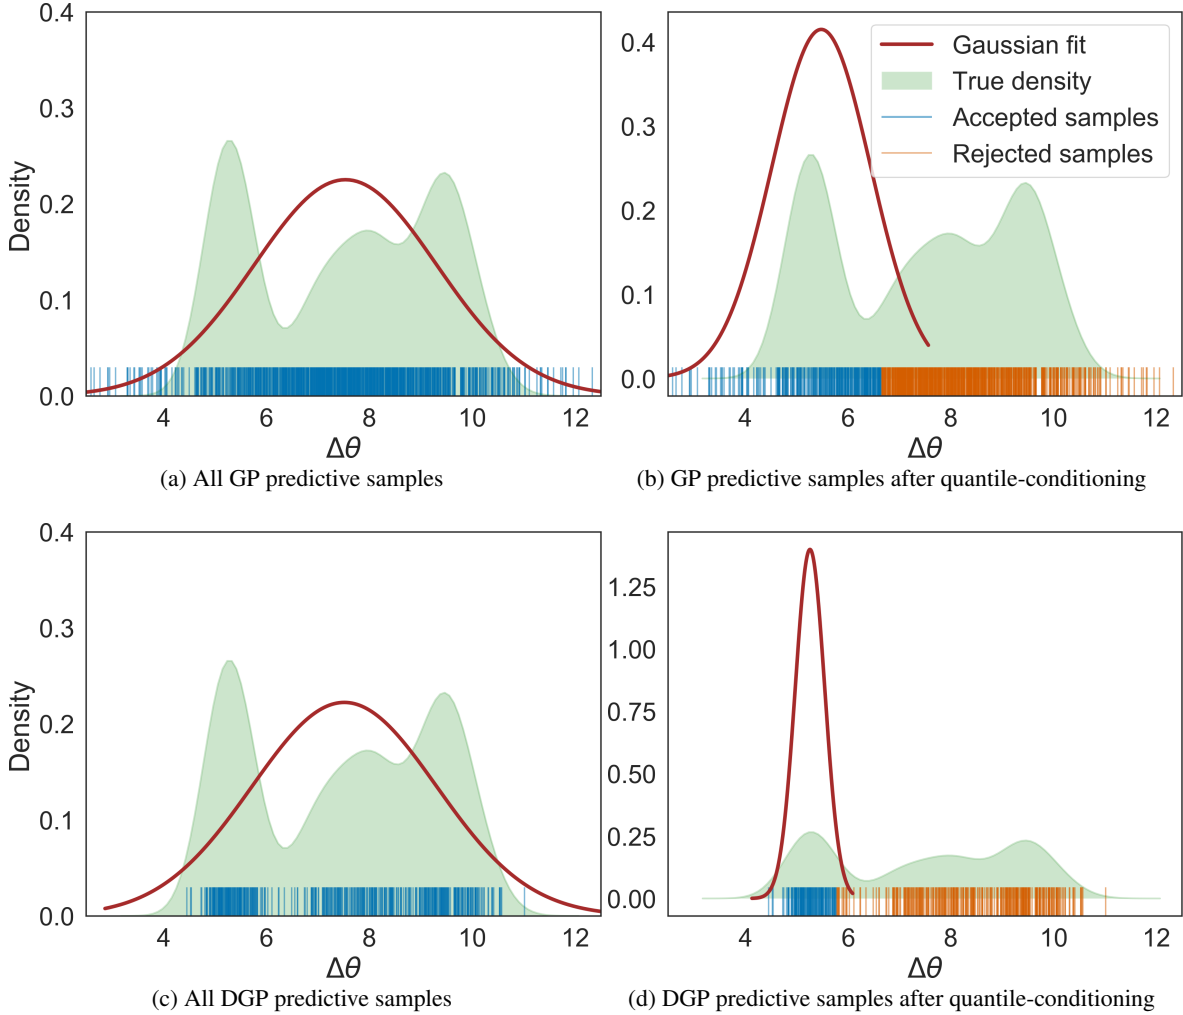 0.4
0.3
0.2
0.1
0.0
Density
4 6 8 10 12
Δθ
(a) All GP predictive samples
0.4
0.3
0.2
0.1
0.0
Gaussian fit
True density
Accepted samples
Rejected samples
4 6 8 10 12
Δθ
(b) GP predictive samples after quantile-conditioning
0.4
0.3
0.2
0.1
0.0
Density
4 6 8 10 12
Δθ
(c) All DGP predictive samples
1.25
1.00
0.75
0.50
0.25
0.00
4 6 8 10 12
Δθ
(d) DGP predictive samples after quantile-conditioning